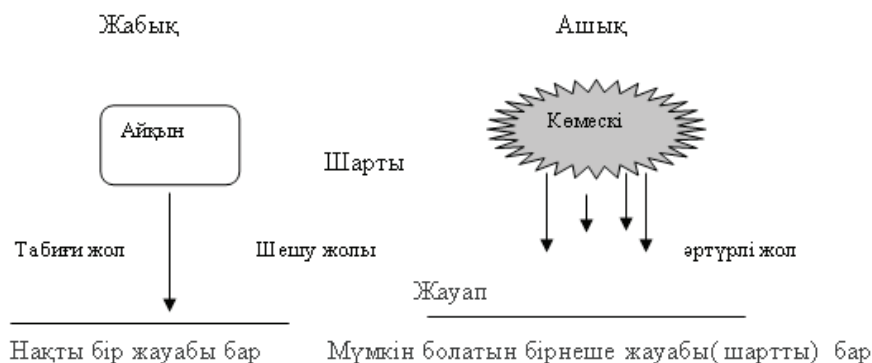 Жабық Ашық
Айқын Көмескі
Шарты
Табиғи жол Шешу жолы әртүрлі жол
Жауап
Нақты бір жауабы бар Мүмкін болатын бірнеше жауабы( шартты) бар